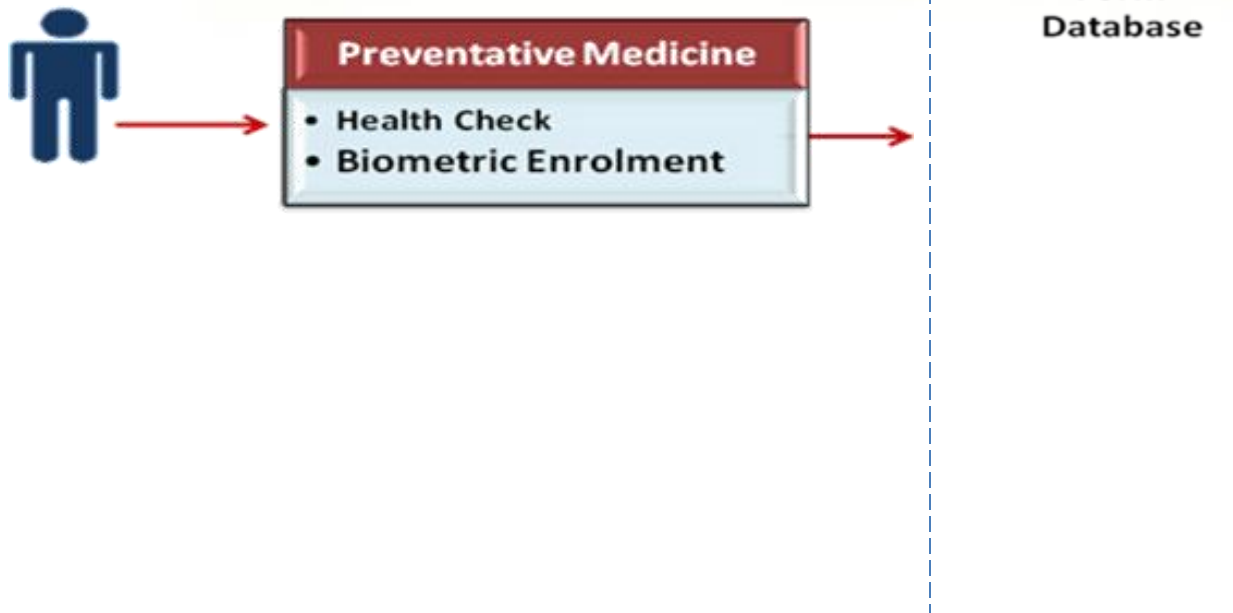 Database
Preventative Medicine
• Health Check
• Biometric Enrolment